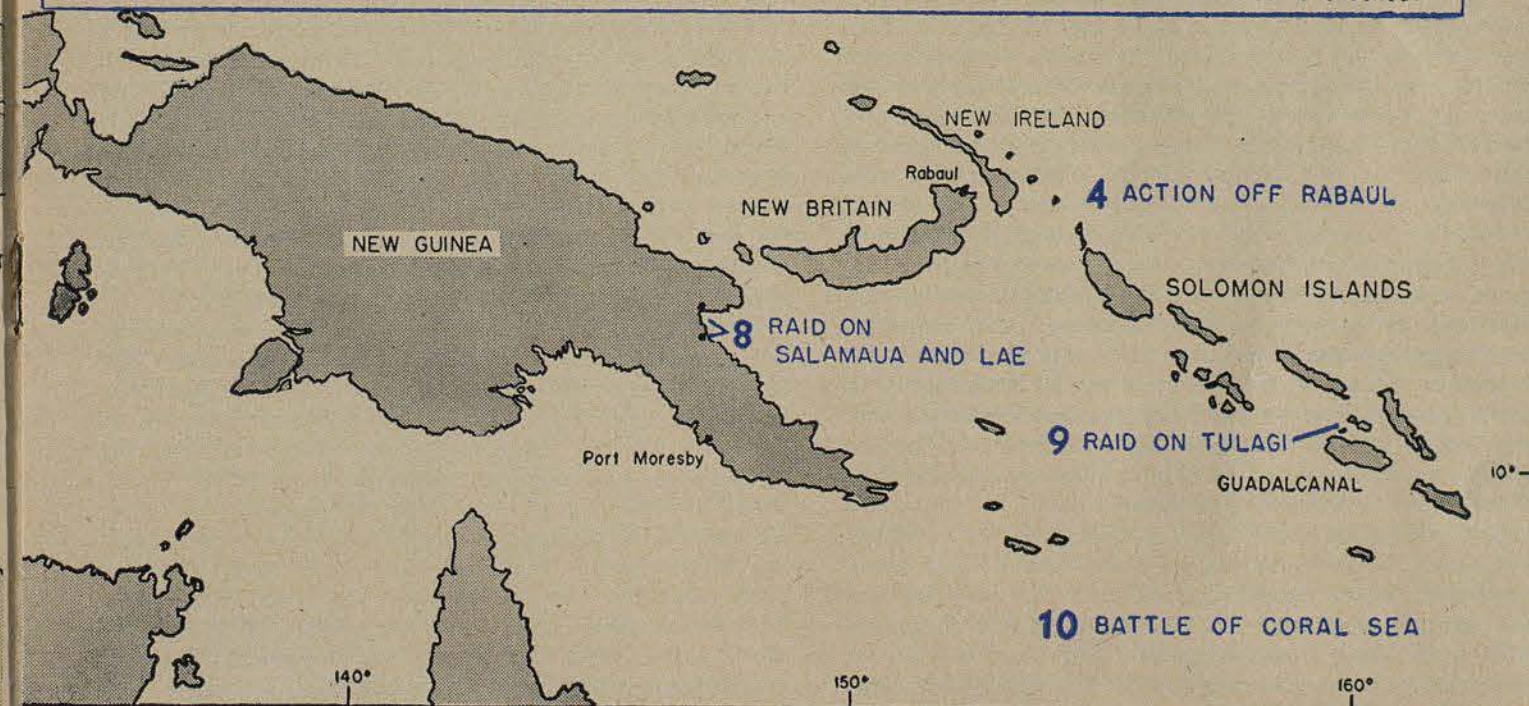 NEW IRELAND
Rabaul
4 ACTION OFF RABAUL
NEW BRITAIN
NEW GUINEA
SOLOMON ISLANDS
8 RAID ON
SALAMAUA AND LAE
9 RAID ON TULAGI
Port Moresby
GUADALCANAL
10°
10 BATTLE OF CORAL SEA
140°
150°
160°